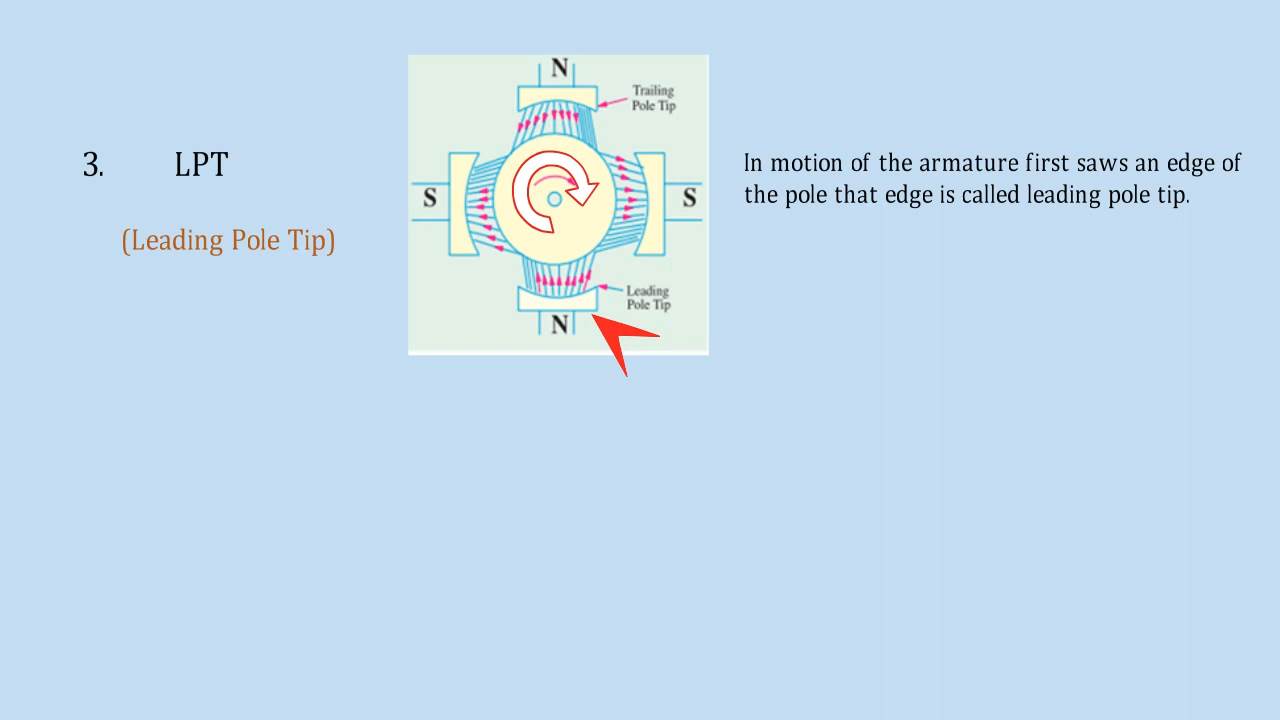 3. LPT
(Leading Pole Tip)
N
Trailing
Pole Tip
S
S
Leading
Pole Tip
N
In motion of the armature first saws an edge of
the pole that edge is called leading pole tip.